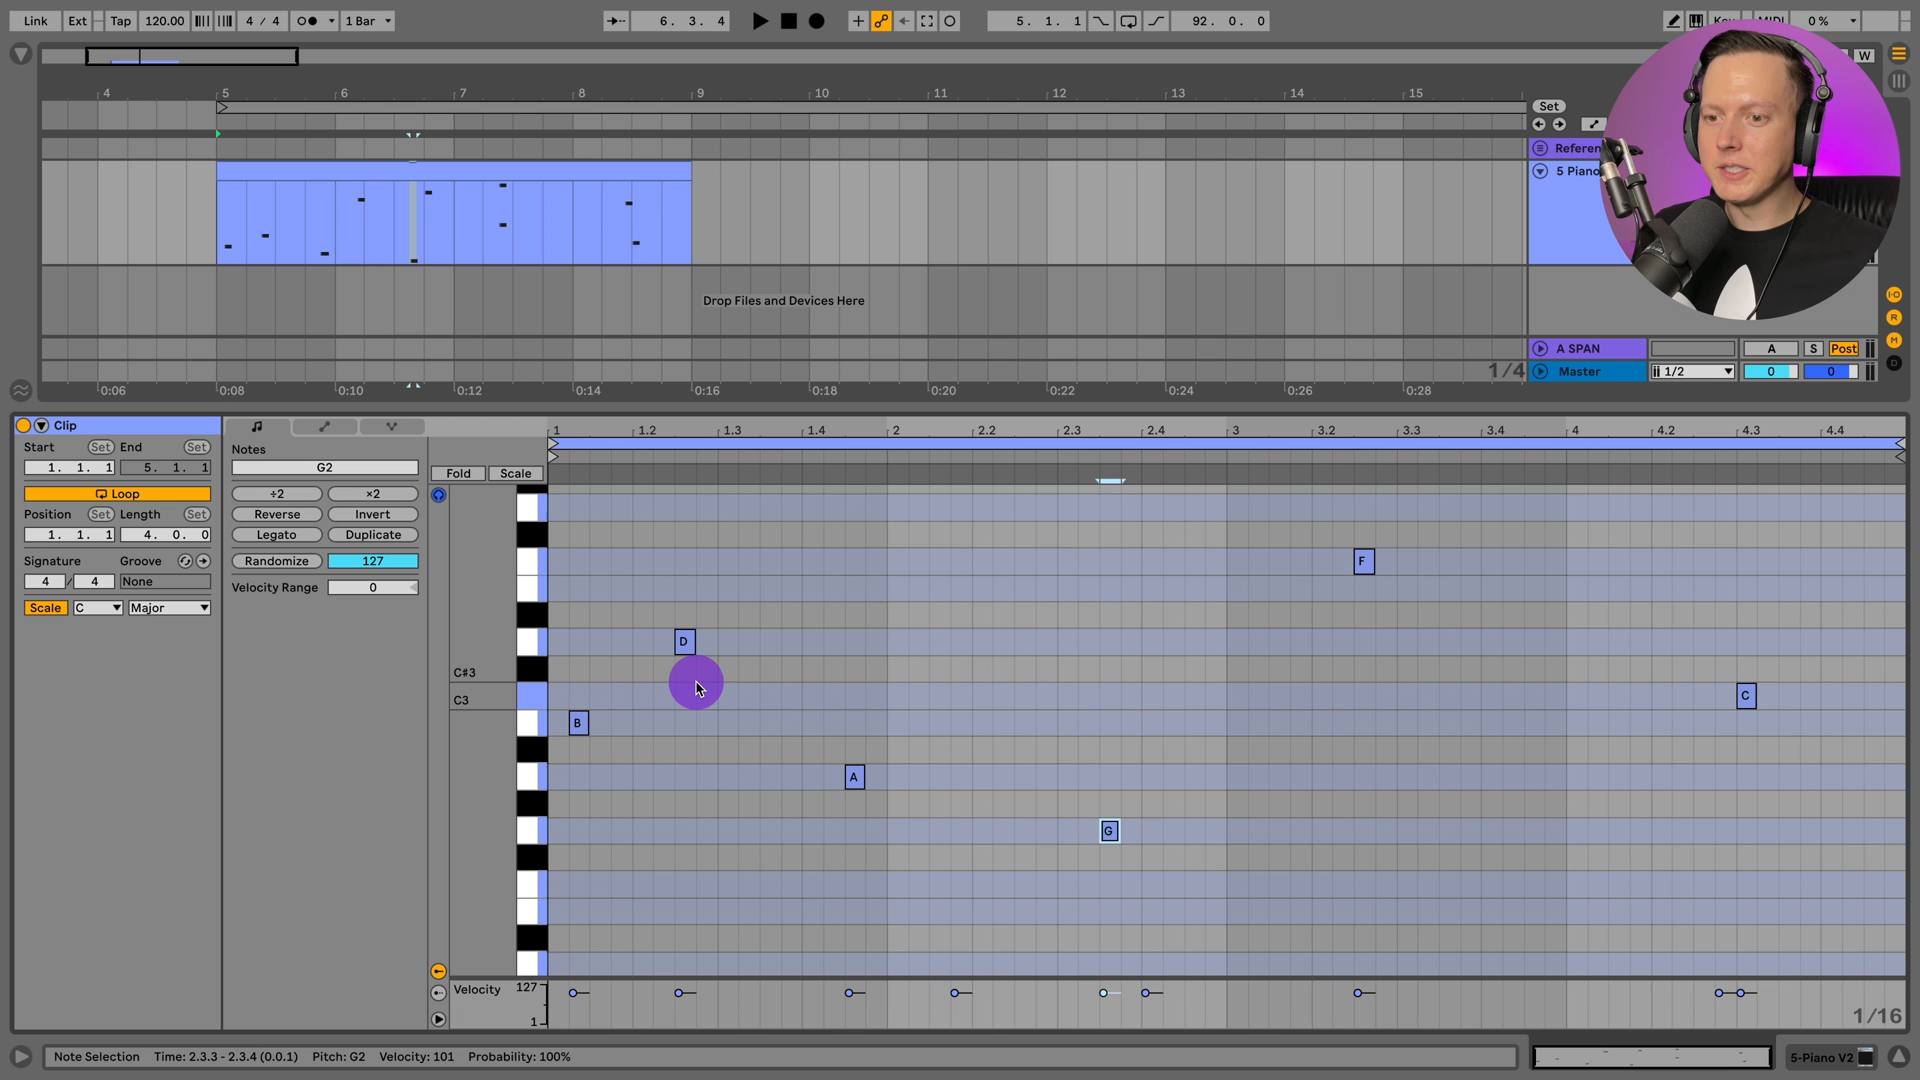 Link Ext Tap 120.00 4 / 4 1 Bar 6. 3. 4 5. 1. 1 92. 0. 0 MIDI 0 %
W
4 5 6 7 8 9 10 11 12 13 14 15
Set
5 Piano
Drop Files and Devices Here
A SPAN A S Post
1/4 Master 1/2 0 0
0:06 0:08 0:10 0:12 0:14 0:16 0:18 0:20 0:22 0:24 0:26 0:28
I·O
R
M
D
Clip
Start Set End Set
1. 1. 1 5. 1. 1
Loop
Position Set Length Set
1. 1. 1 4. 0. 0
Signature Groove
4 / 4 None
Scale C Major
Notes
G2
÷2 ×2
Reverse Invert
Legato Duplicate
Randomize 127
Velocity Range 0
1 1.2 1.3 1.4 2 2.2 2.3 2.4 3 3.2 3.3 3.4 4 4.2 4.3 4.4
Fold Scale
F
D
C#3
C3 C
B
A
G
Velocity 127
1
1/16
Note Selection Time: 2.3.3 - 2.3.4 (0.0.1) Pitch: G2 Velocity: 101 Probability: 100%
5-Piano V2